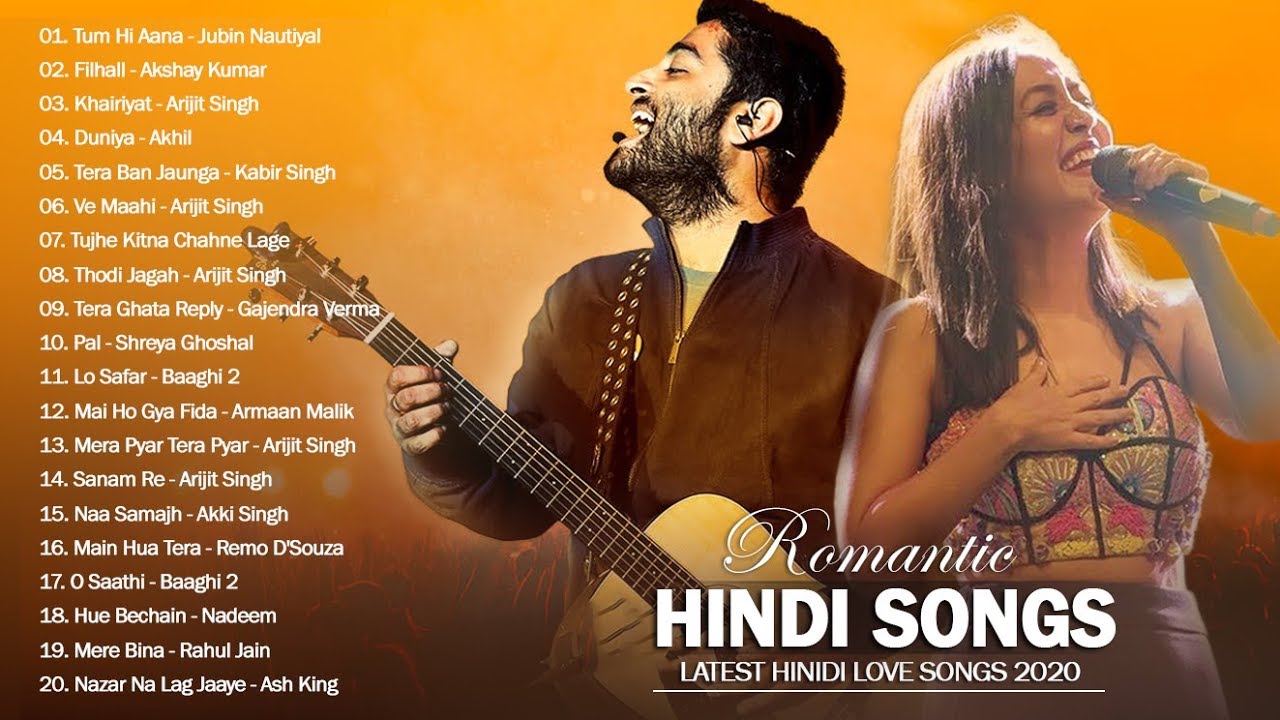 01. Tum Hi Aana - Jubin Nautiyal
02. Filhall - Akshay Kumar
03. Khairiyat - Arijit Singh
04. Duniya - Akhil
05. Tera Ban Jaunga - Kabir Singh
06. Ve Maahi - Arijit Singh
07. Tujhe Kitna Chahne Lage
08. Thodi Jagah - Arijit Singh
09. Tera Ghata Reply - Gajendra Verma
10. Pal - Shreya Ghoshal
11. Lo Safar - Baaghi 2
12. Mai Ho Gya Fida - Armaan Malik
13. Mera Pyar Tera Pyar - Arijit Singh
14. Sanam Re - Arijit Singh
15. Naa Samajh - Akki Singh
16. Main Hua Tera - Remo D'Souza
17. O Saathi - Baaghi 2
18. Hue Bechain - Nadeem
19. Mere Bina - Rahul Jain
20. Nazar Na Lag Jaaye - Ash King
Romantic
HINDI SONGS
LATEST HINIDI LOVE SONGS 2020